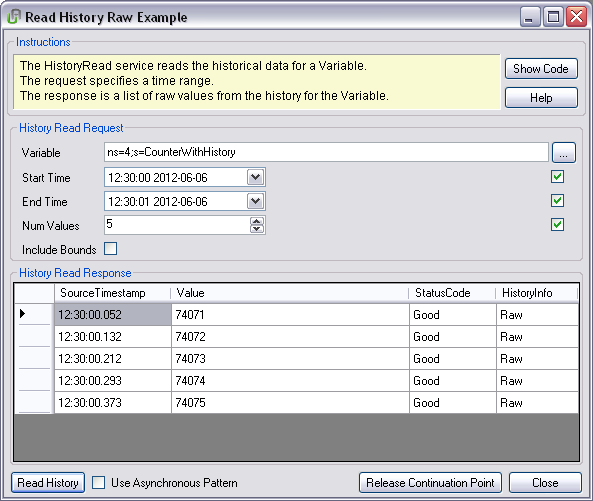 Read History Raw Example
Instructions
The HistoryRead service reads the historical data for a Variable.
The request specifies a time range.
The response is a list of raw values from the history for the Variable.
Show Code
Help
History Read Request
Variable ns=4;s=CounterWithHistory ...
Start Time 12:30:00 2012-06-06
End Time 12:30:01 2012-06-06
Num Values 5
Include Bounds
History Read Response
SourceTimestamp Value StatusCode HistoryInfo
12:30:00.052 74071 Good Raw
12:30:00.132 74072 Good Raw
12:30:00.212 74073 Good Raw
12:30:00.293 74074 Good Raw
12:30:00.373 74075 Good Raw
Read History Use Asynchronous Pattern Release Continuation Point Close